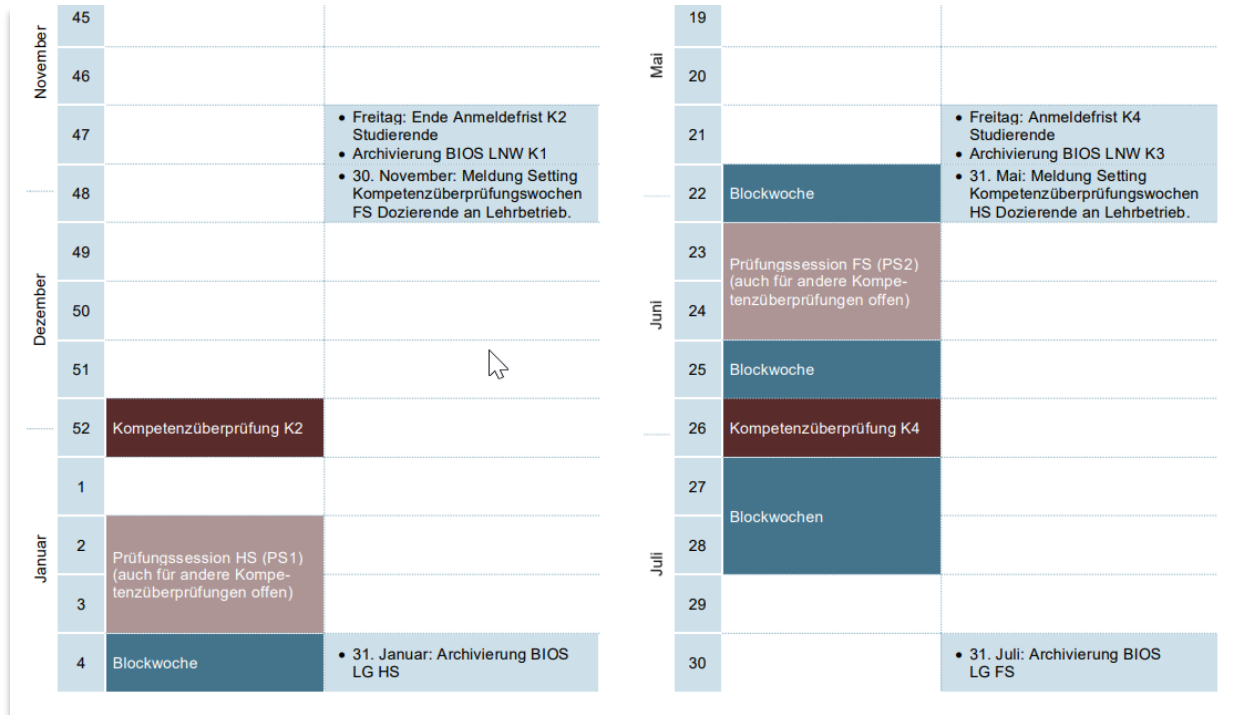 November
45
46
47
• Freitag: Ende Anmeldefrist K2
Studierende
• Archivierung BIOS LNW K1
48
• 30. November: Meldung Setting
Kompetenzüberprüfungswochen
FS Dozierende an Lehrbetrieb.
Dezember
49
50
51
52
Kompetenzüberprüfung K2
Januar
1
2
Prüfungssession HS (PS1)
(auch für andere Kompe-
tenzüberprüfungen offen)
3
4
Blockwoche
• 31. Januar: Archivierung BIOS
LG HS
Mai
19
20
21
• Freitag: Anmeldefrist K4
Studierende
• Archivierung BIOS LNW K3
22
Blockwoche
• 31. Mai: Meldung Setting
Kompetenzüberprüfungswochen
HS Dozierende an Lehrbetrieb.
Juni
23
Prüfungssession FS (PS2)
(auch für andere Kompe-
tenzüberprüfungen offen)
24
25
Blockwoche
26
Kompetenzüberprüfung K4
Juli
27
Blockwochen
28
29
30
• 31. Juli: Archivierung BIOS
LG FS